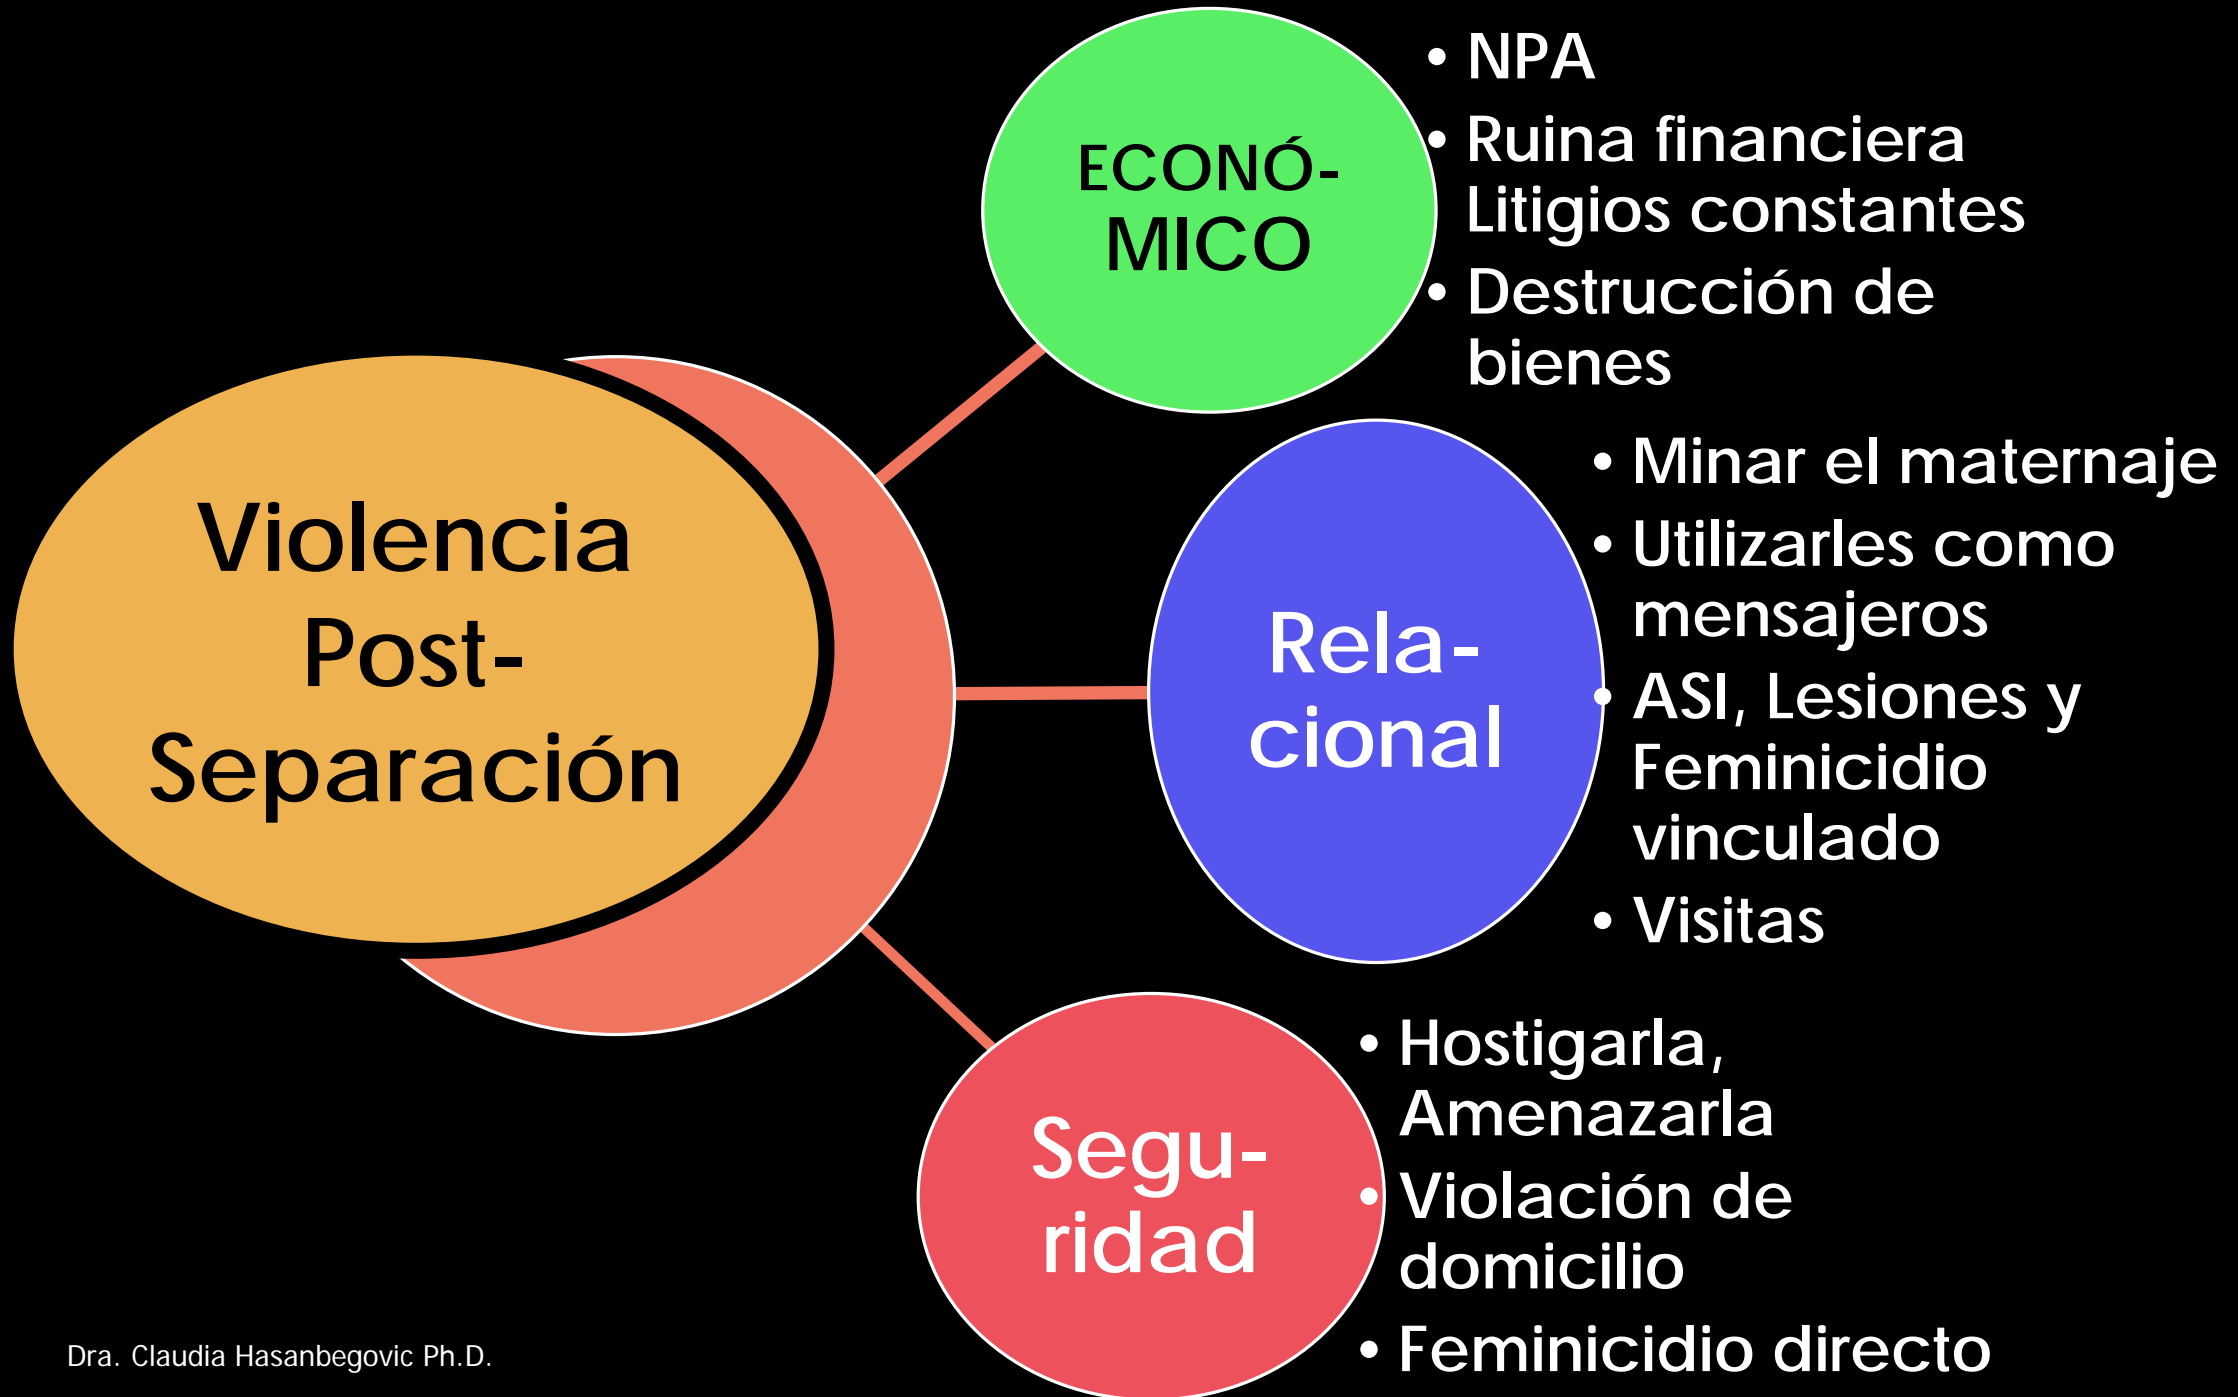 Violencia
Post-
Separación
ECONÓ-
MICO
• NPA
• Ruina financiera
Litigios constantes
• Destrucción de
bienes
Rela-
cional
• Minar el maternaje
• Utilizarles como
mensajeros
• ASI, Lesiones y
Feminicidio
vinculado
• Visitas
Segu-
ridad
• Hostigarla,
Amenazarla
• Violación de
domicilio
• Feminicidio directo
Dra. Claudia Hasanbegovic Ph.D.